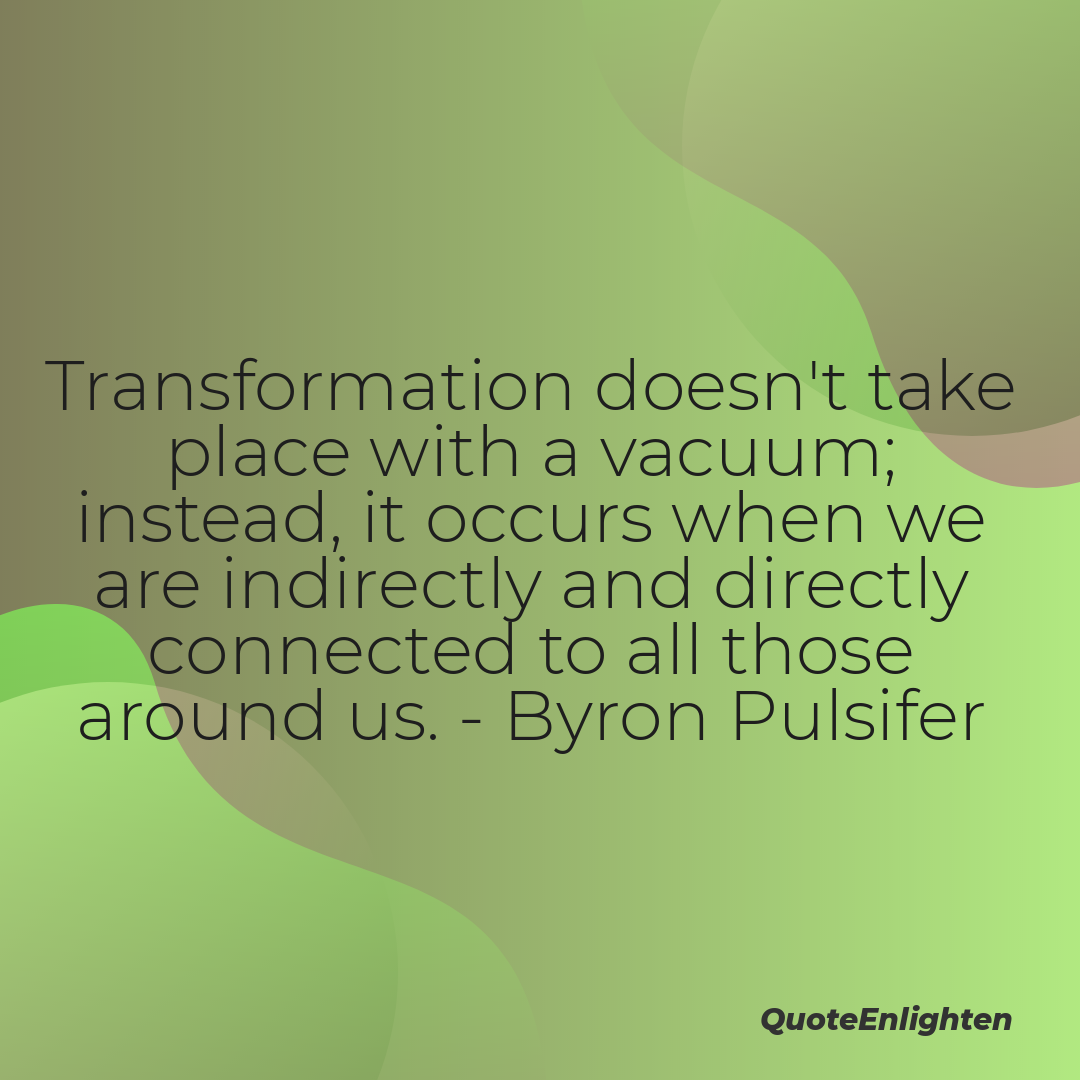 Transformation doesn't take
place with a vacuum;
instead, it occurs when we
are indirectly and directly
connected to all those
around us. - Byron Pulsifer
QuoteEnlighten